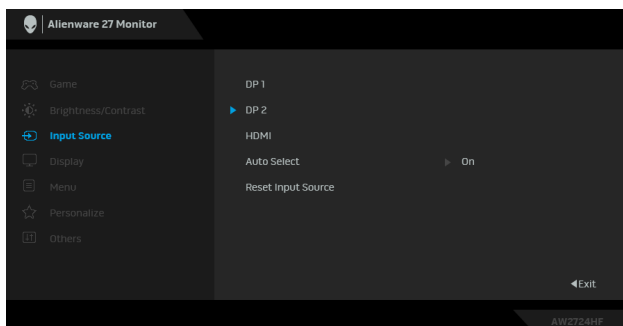 Alienware 27 Monitor
Game
Brightness/Contrast
Input Source
Display
Menu
Personalize
Others
DP 1
DP 2
HDMI
Auto Select On
Reset Input Source
Exit
AW2724HF